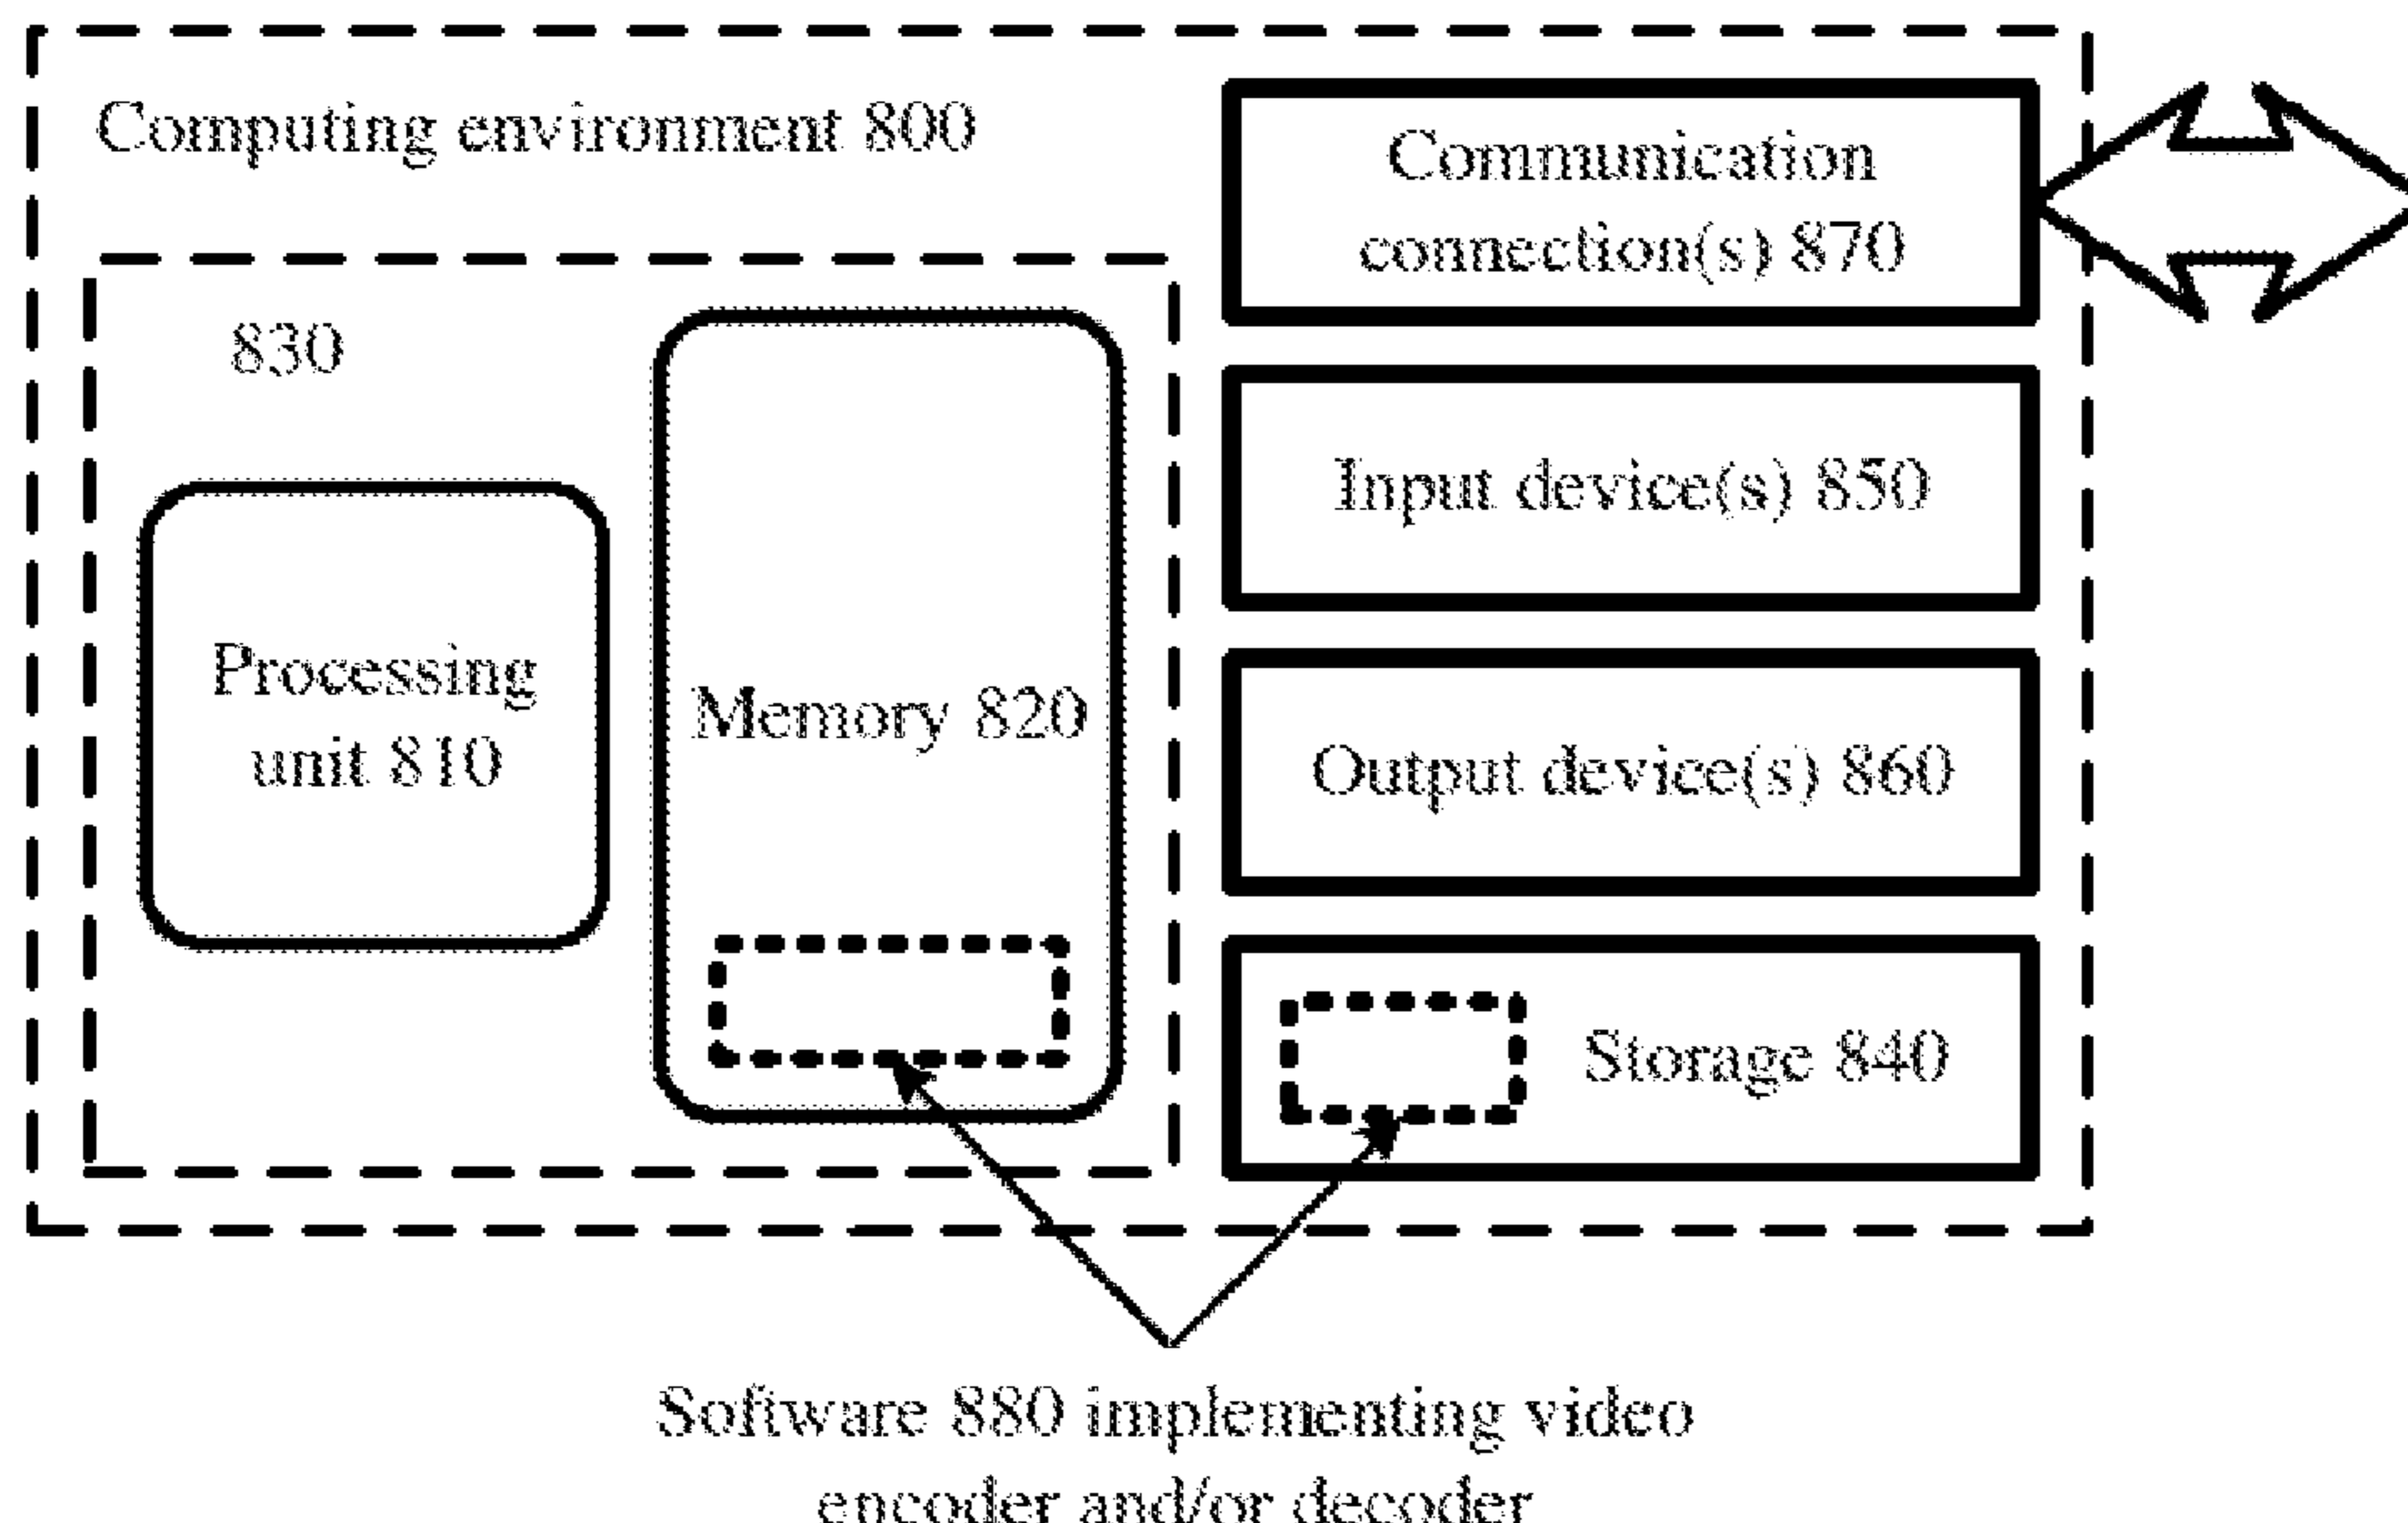 Computing environment 800
Communication
connection(s) 870
830
Input device(s) 850
Processing
unit 810
Memory 820
Output device(s) 860
Storage 840
Software 880 implementing video
encoder and/or decoder